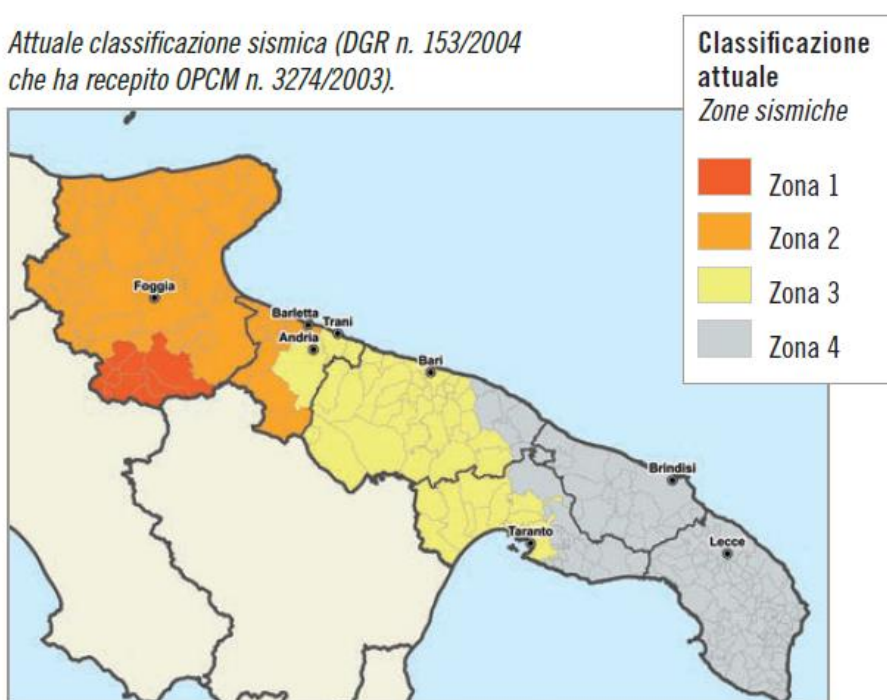 Attuale classificazione sismica (DGR n. 153/2004
che ha recepito OPCM n. 3274/2003).
Classificazione
attuale
Zone sismiche
Zona 1
Zona 2
Zona 3
Zona 4
Foggia
Barletta
Trani
Andria
Bari
Brindisi
Taranto
Lecce